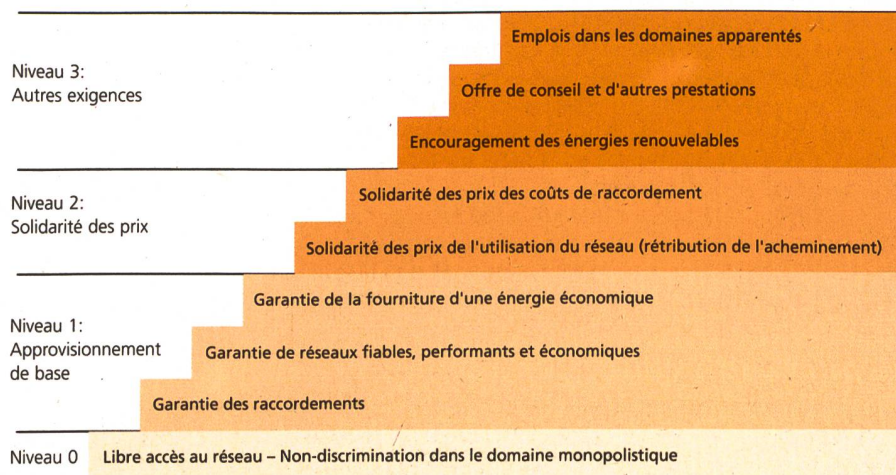 Emplois dans les domaines apparentés
Niveau 3:
Autres exigences
Offre de conseil et d'autres prestations
Encouragement des énergies renouvelables
Niveau 2:
Solidarité des prix
Solidarité des prix des coûts de raccordement
Solidarité des prix de l'utilisation du réseau (rétribution de l'acheminement)
Niveau 1:
Approvisionnement
de base
Garantie de la fourniture d'une énergie économique
Garantie de réseaux fiables, performants et économiques
Garantie des raccordements
Niveau 0
Libre accès au réseau – Non-discrimination dans le domaine monopolistique